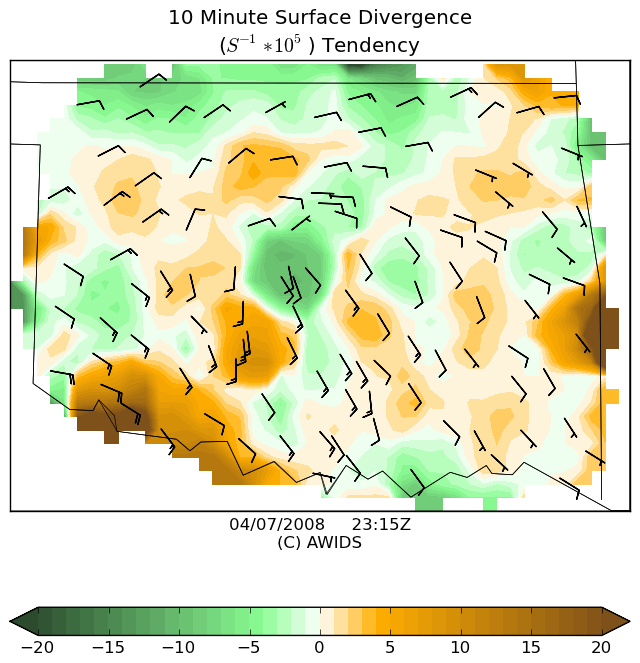 10 Minute Surface Divergence
(S⁻¹ *10⁵ ) Tendency
04/07/2008 23:15Z
(C) AWIDS
−20 −15 −10 −5 0 5 10 15 20